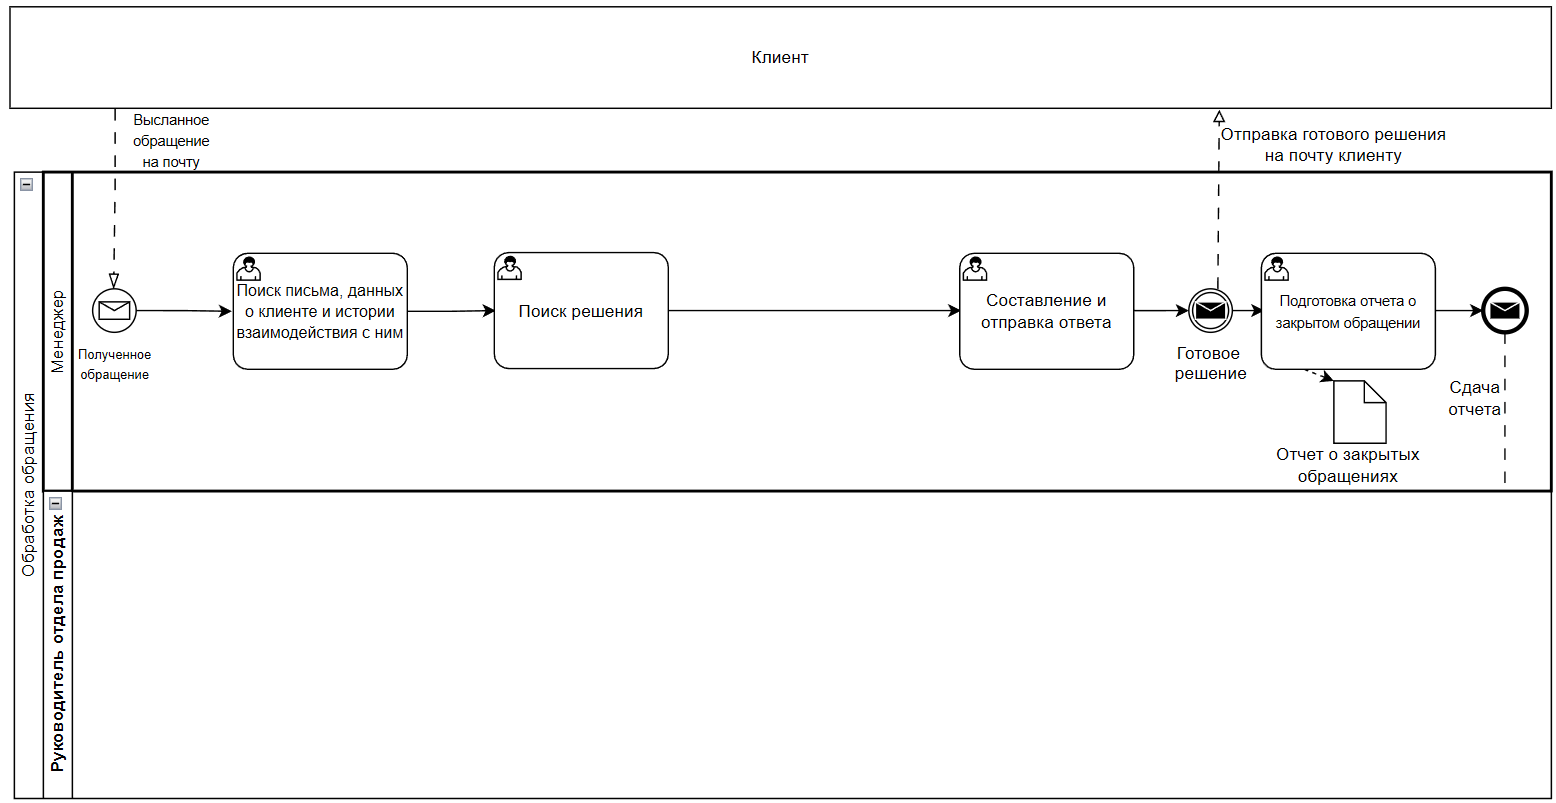 Клиент
Высланное
обращение
на почту
Отправка готового решения
на почту клиенту
Обработка обращения
Менеджер
Полученное
обращение
Поиск письма, данных
о клиенте и истории
взаимодействия с ним
Поиск решения
Составление и
отправка ответа
Готовое
решение
Подготовка отчета о
закрытом обращении
Отчет о закрытых
обращениях
Сдача
отчета
Руководитель отдела продаж